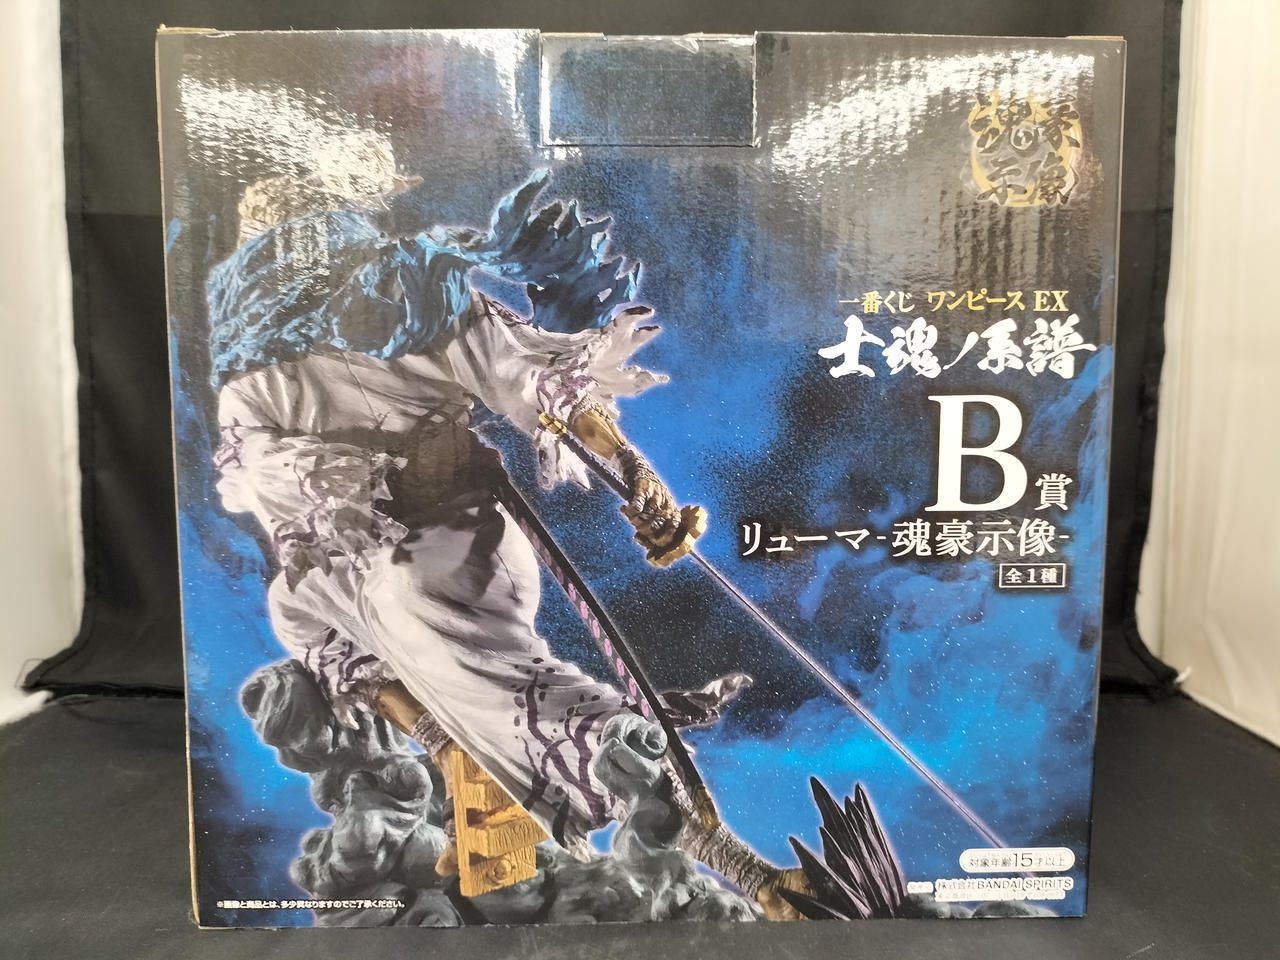 魂豪
示像
一番くじ ワンピース EX
士魂ノ系譜
B賞
リューマ-魂豪示像-
全1種
対象年齢15才以上
株式会社BANDAI SPIRITS
※画像と商品とは、多少異なりますのでご了承ください。